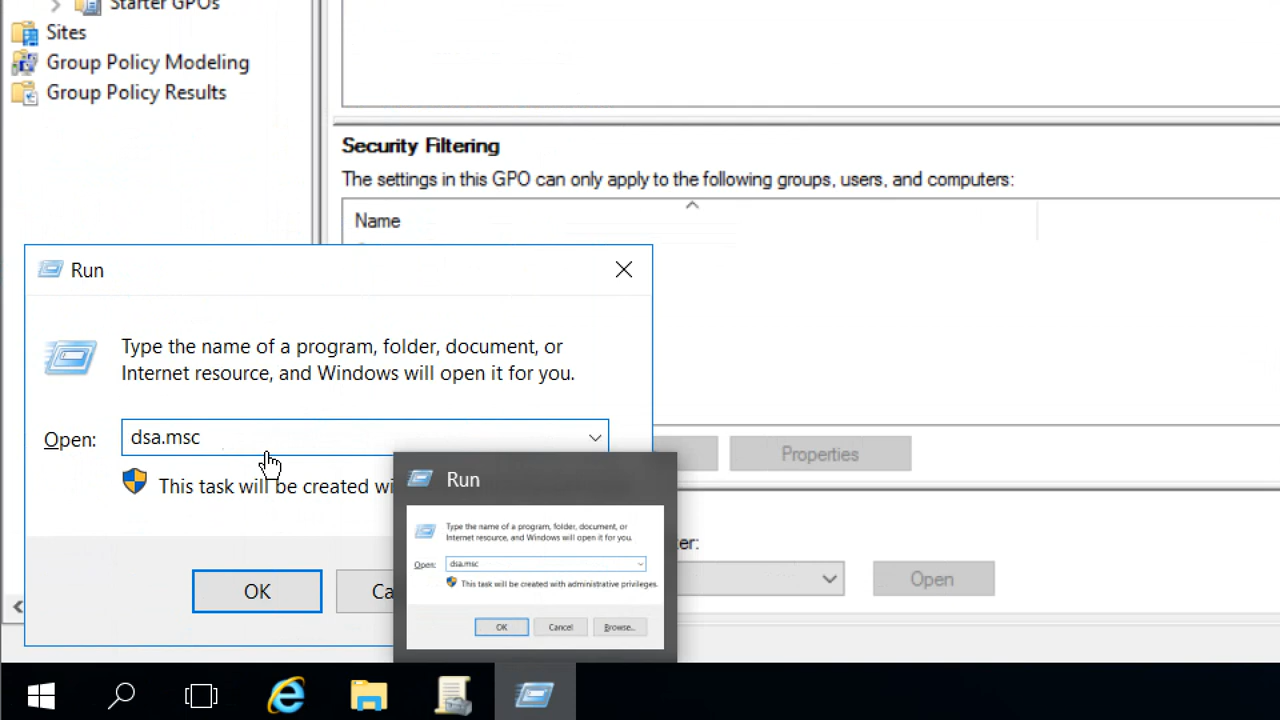 Starter GPOs
Sites
Group Policy Modeling
Group Policy Results
Security Filtering
The settings in this GPO can only apply to the following groups, users, and computers:
Name
Run
Type the name of a program, folder, document, or
Internet resource, and Windows will open it for you.
Open: dsa.msc
This task will be created wi
OK
Ca
Properties
er:
Open
Run
Type the name of a program, folder, document, or
Internet resource, and Windows will open it for you.
Open: dsa.msc
This task will be created with administrative privileges.
OK Cancel Browse...